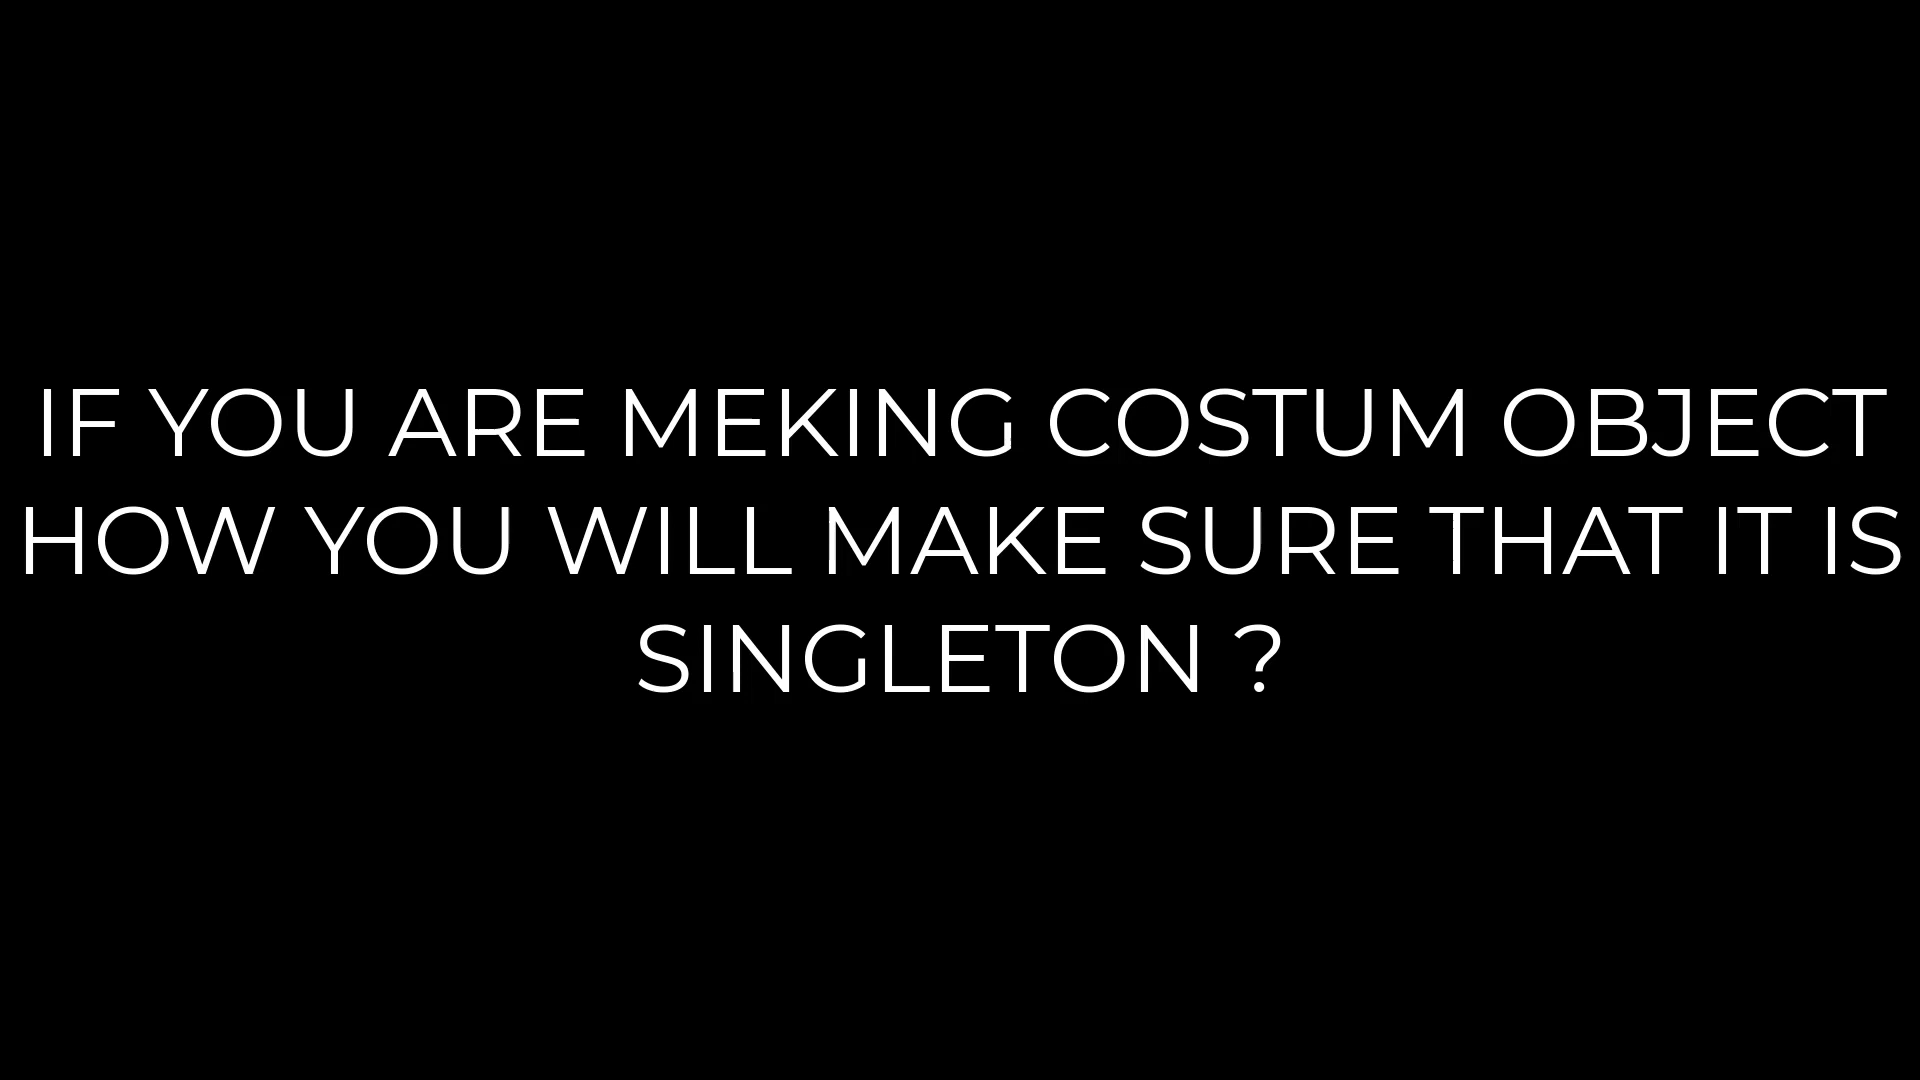 IF YOU ARE MEKING COSTUM OBJECT
HOW YOU WILL MAKE SURE THAT IT IS
SINGLETON ?